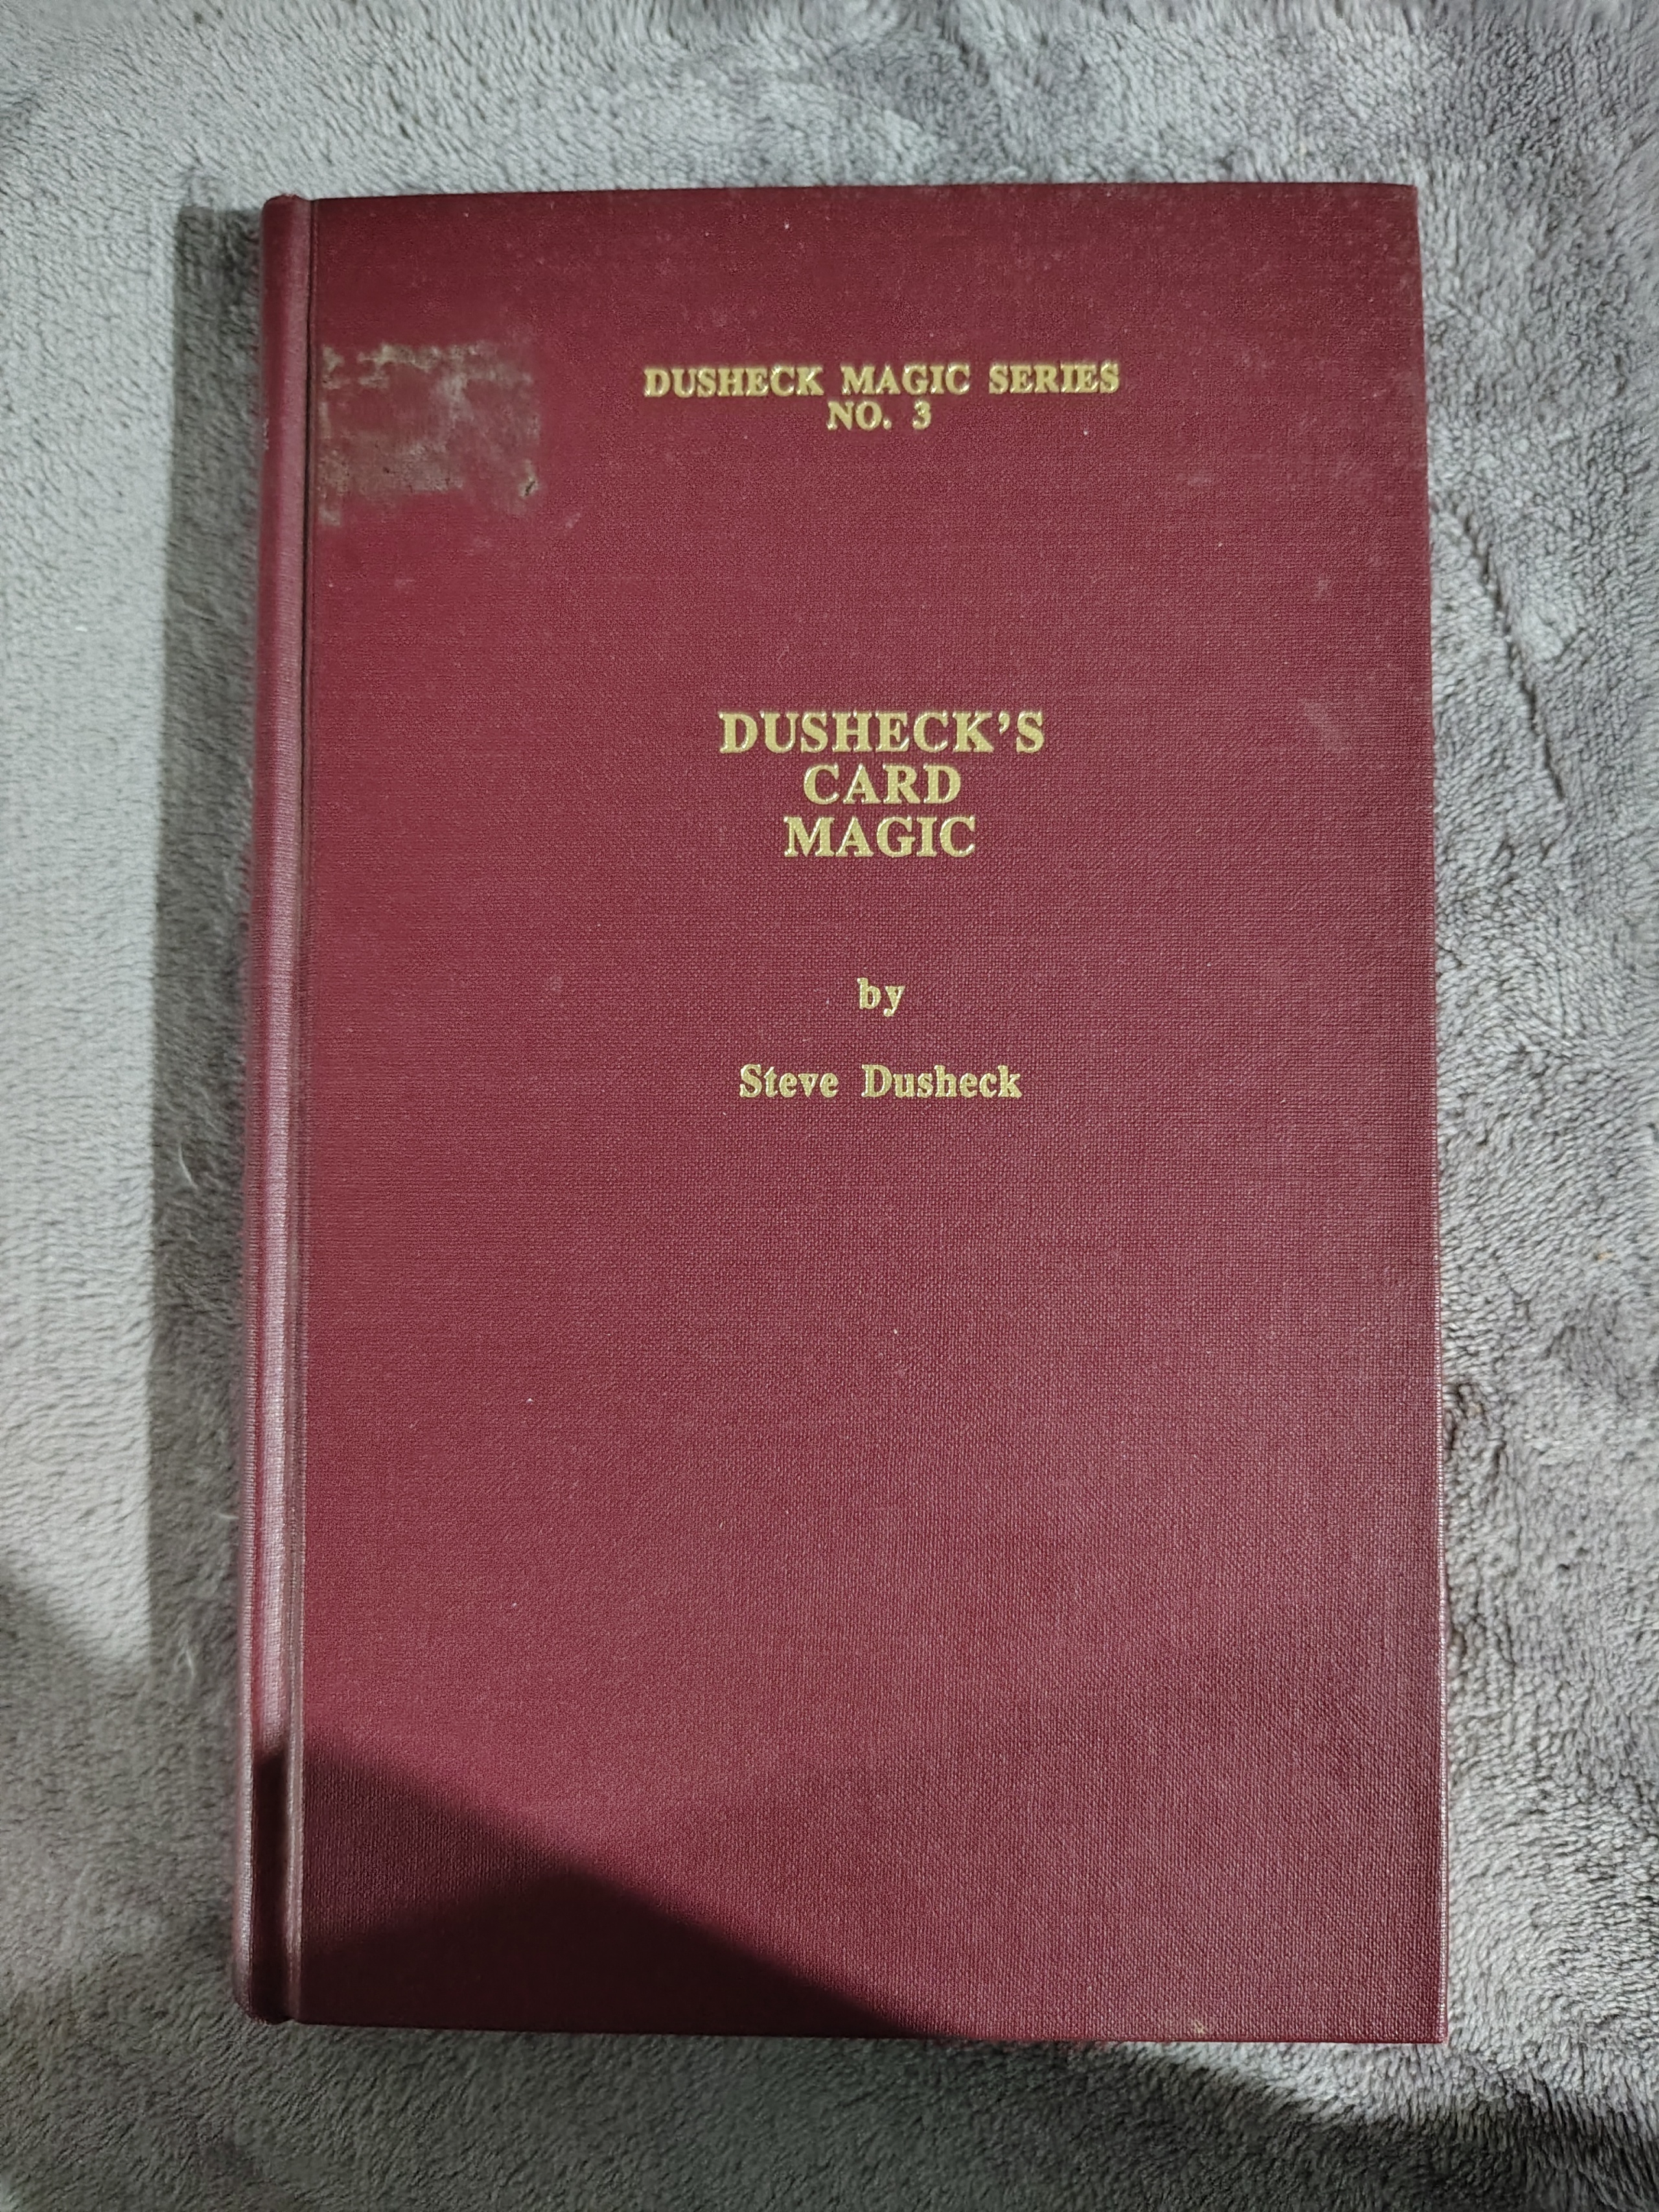 DUSHECK MAGIC SERIES
NO. 3
DUSHECK'S
CARD
MAGIC
by
Steve Dusheck